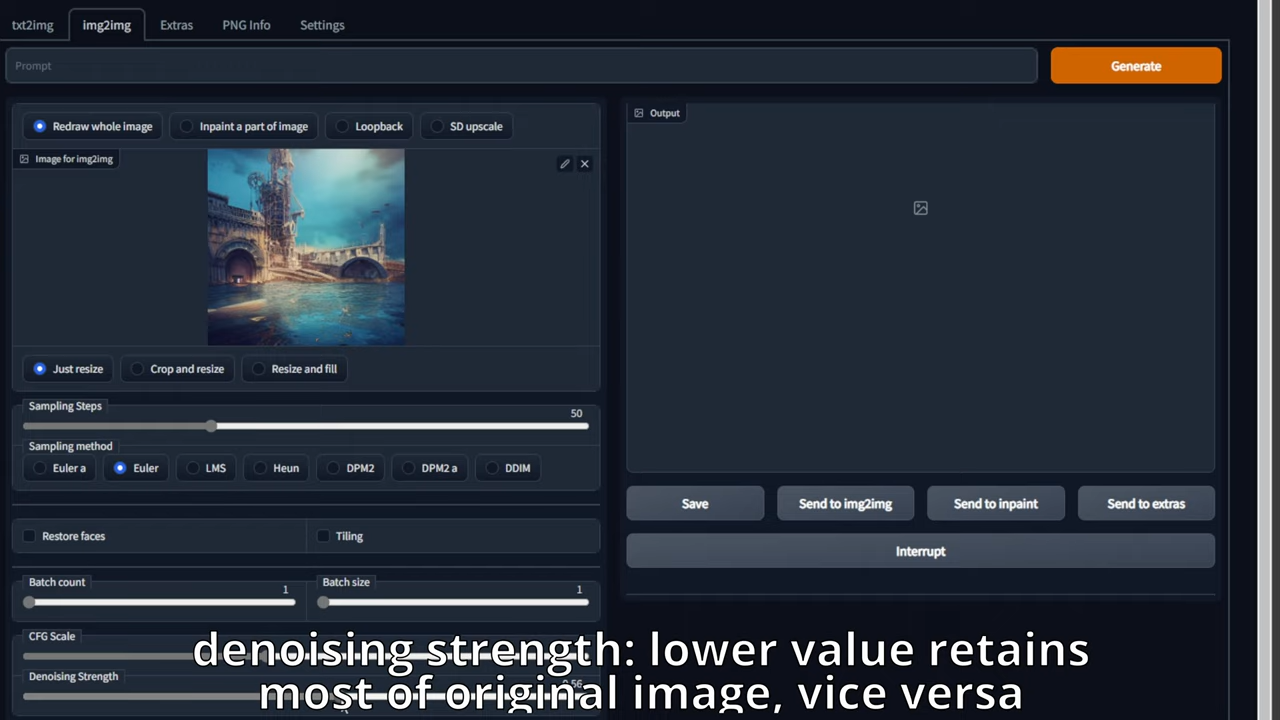 txt2img img2img Extras PNG Info Settings
Prompt Generate
Redraw whole image Inpaint a part of image Loopback SD upscale
Image for img2img
Just resize Crop and resize Resize and fill
Sampling Steps 50
Sampling method
Euler a Euler LMS Heun DPM2 DPM2 a DDIM
Restore faces Tiling
Batch count 1 Batch size 1
CFG Scale
Denoising Strength
Output
Save Send to img2img Send to inpaint Send to extras
Interrupt
denoising strength: lower value retains
most of original image, vice versa